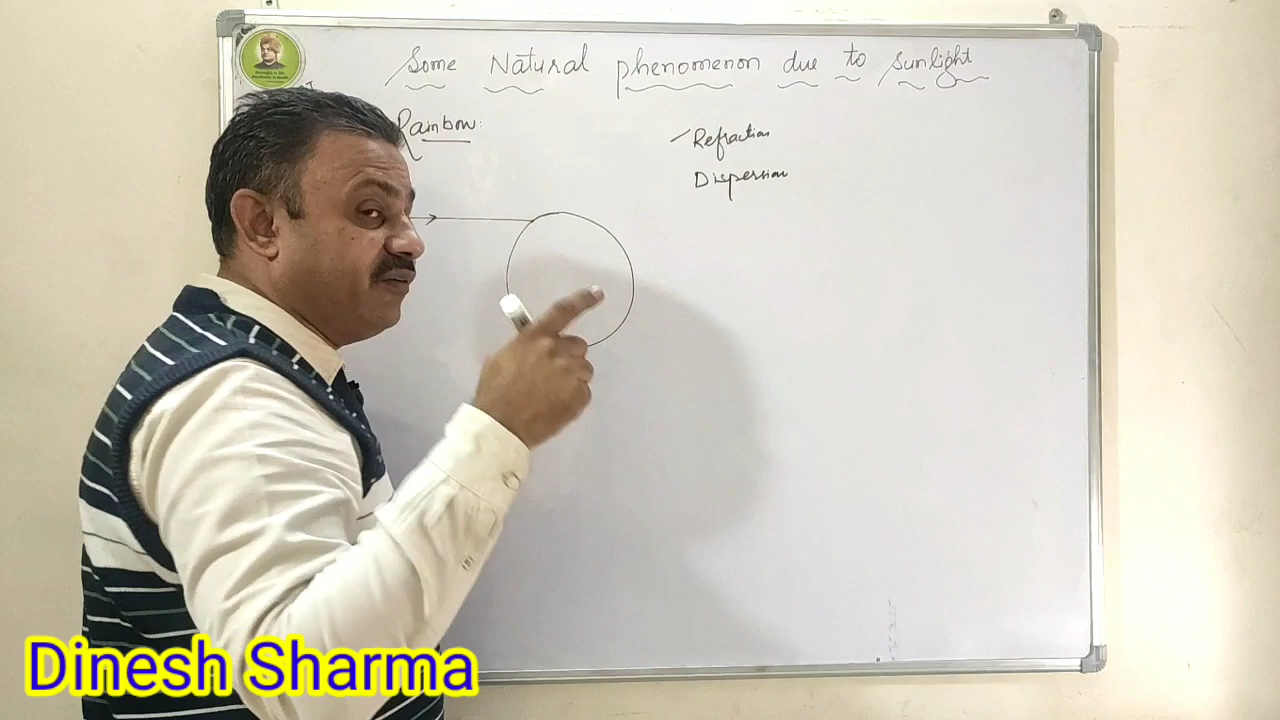 Some Natural phenomenon due to Sunlight
Rainbow:
Refraction
Dispersion
Dinesh Sharma